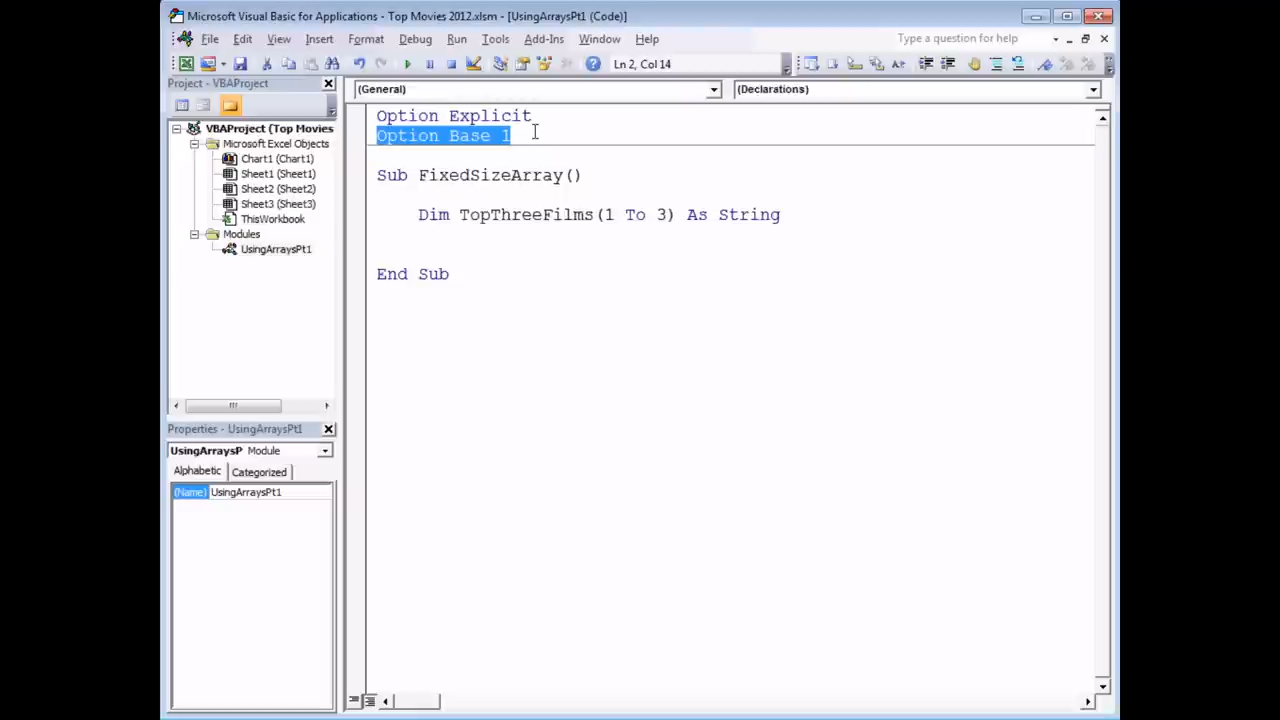 Microsoft Visual Basic for Applications - Top Movies 2012.xlsm - [UsingArraysPt1 (Code)]
File Edit View Insert Format Debug Run Tools Add-Ins Window Help
Type a question for help
Ln 2, Col 14
Project - VBAProject
(General)
(Declarations)
VBAProject (Top Movies
Microsoft Excel Objects
Chart1 (Chart1)
Sheet1 (Sheet1)
Sheet2 (Sheet2)
Sheet3 (Sheet3)
ThisWorkbook
Modules
UsingArraysPt1
Option Explicit
Option Base 1
Sub FixedSizeArray()
Dim TopThreeFilms(1 To 3) As String
End Sub
Properties - UsingArraysPt1
UsingArraysP Module
Alphabetic Categorized
(Name) UsingArraysPt1